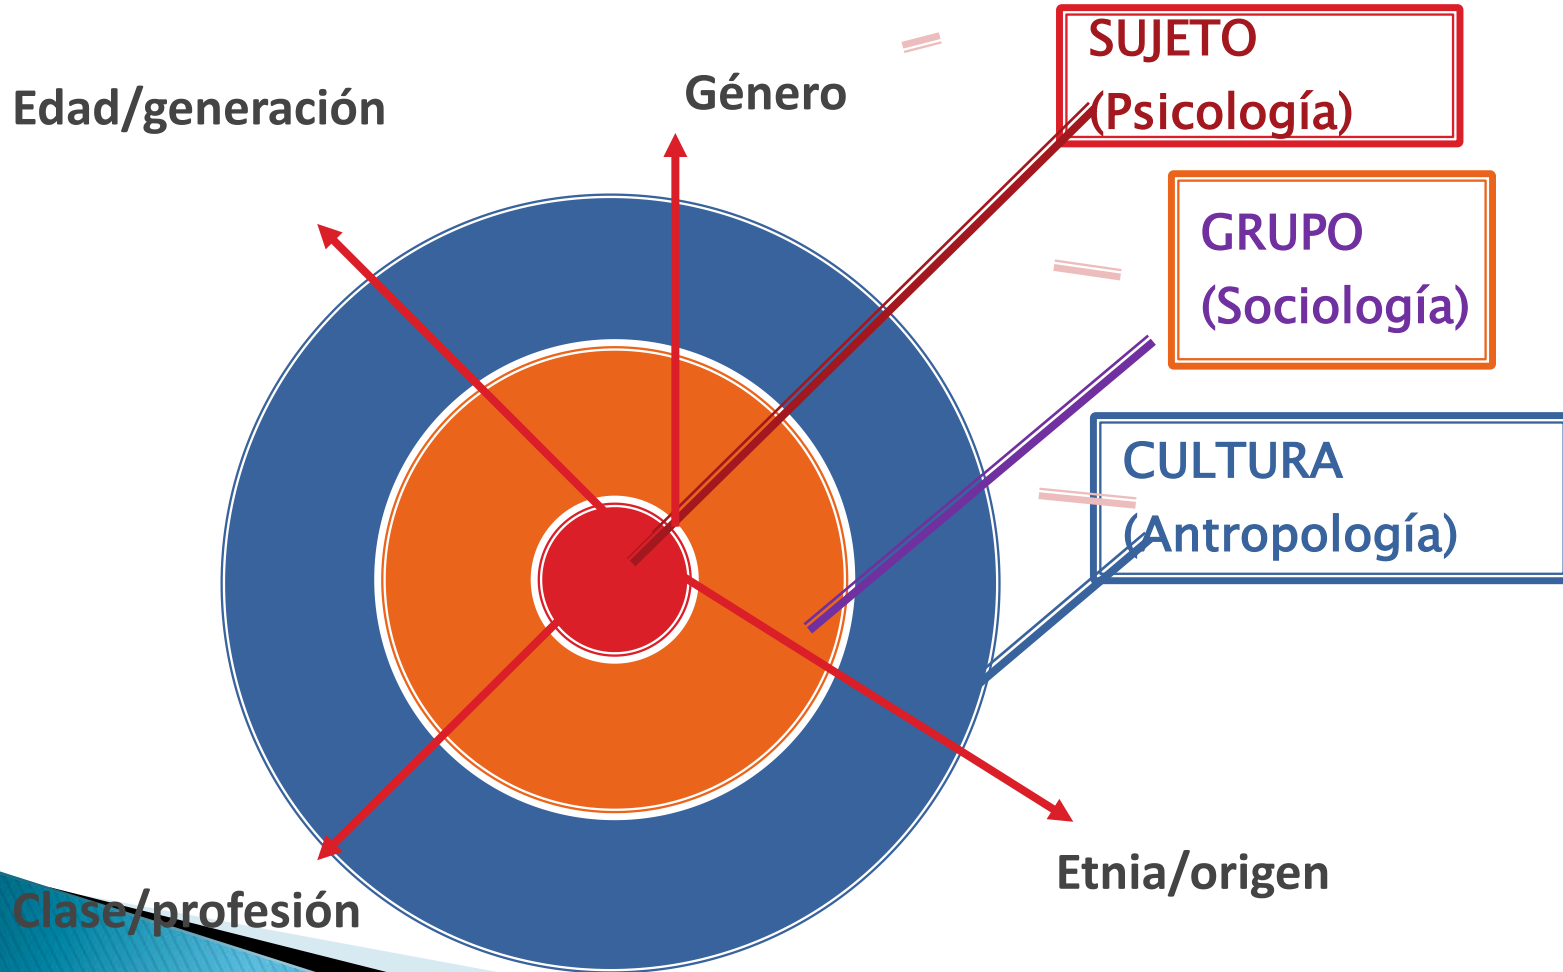 SUJETO
(Psicología)
Género
Edad/generación
GRUPO
(Sociología)
CULTURA
(Antropología)
Etnia/origen
Clase/profesión